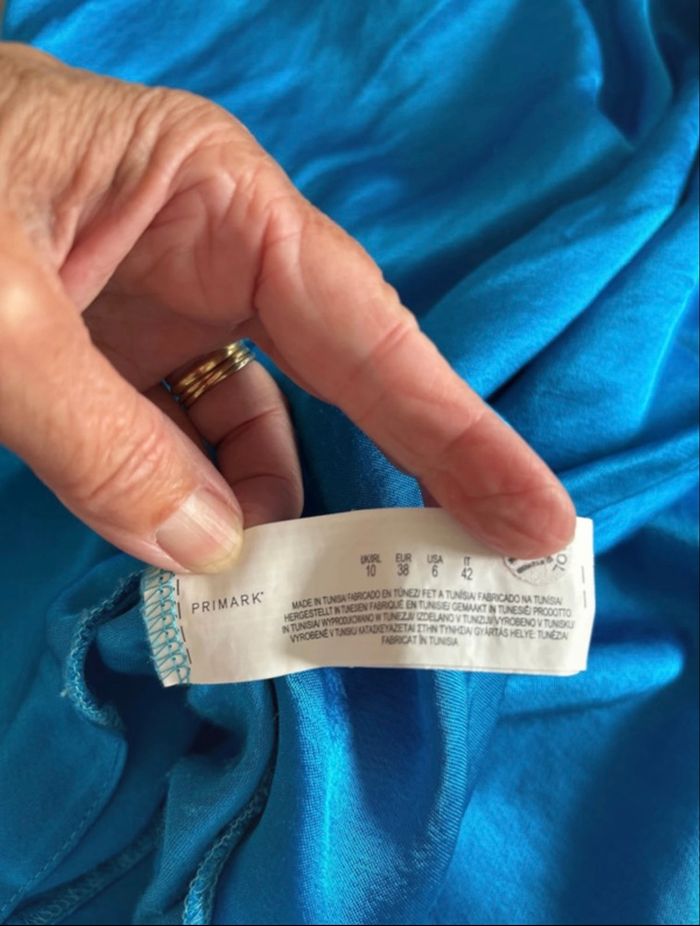 PRIMARK®
UK/IRL EUR USA IT
10 38 6 42
MADE IN TUNISIA/ FABRICADO EN TÚNEZ/ FET A TUNÍSIA/ FABRICADO NA TUNÍSIA/
HERGESTELLT IN TUNESIEN/ FABRIQUÉ EN TUNISIE/ GEMAAKT IN TUNESIË/ PRODOTTO
IN TUNISIA/ WYPRODUKOWANO W TUNEZJI/ IZDELANO V TUNIZIJI/ VYROBENO V TUNISKU/
VYROBENÉ V TUNISKU/ ΚΑΤΑΣΚΕΥΑΖΕΤΑΙ ΣΤΗΝ ΤΥΝΗΣΙΑ/ GYÁRTÁS HELYE: TUNÉZIA/
FABRICAT ÎN TUNISIA